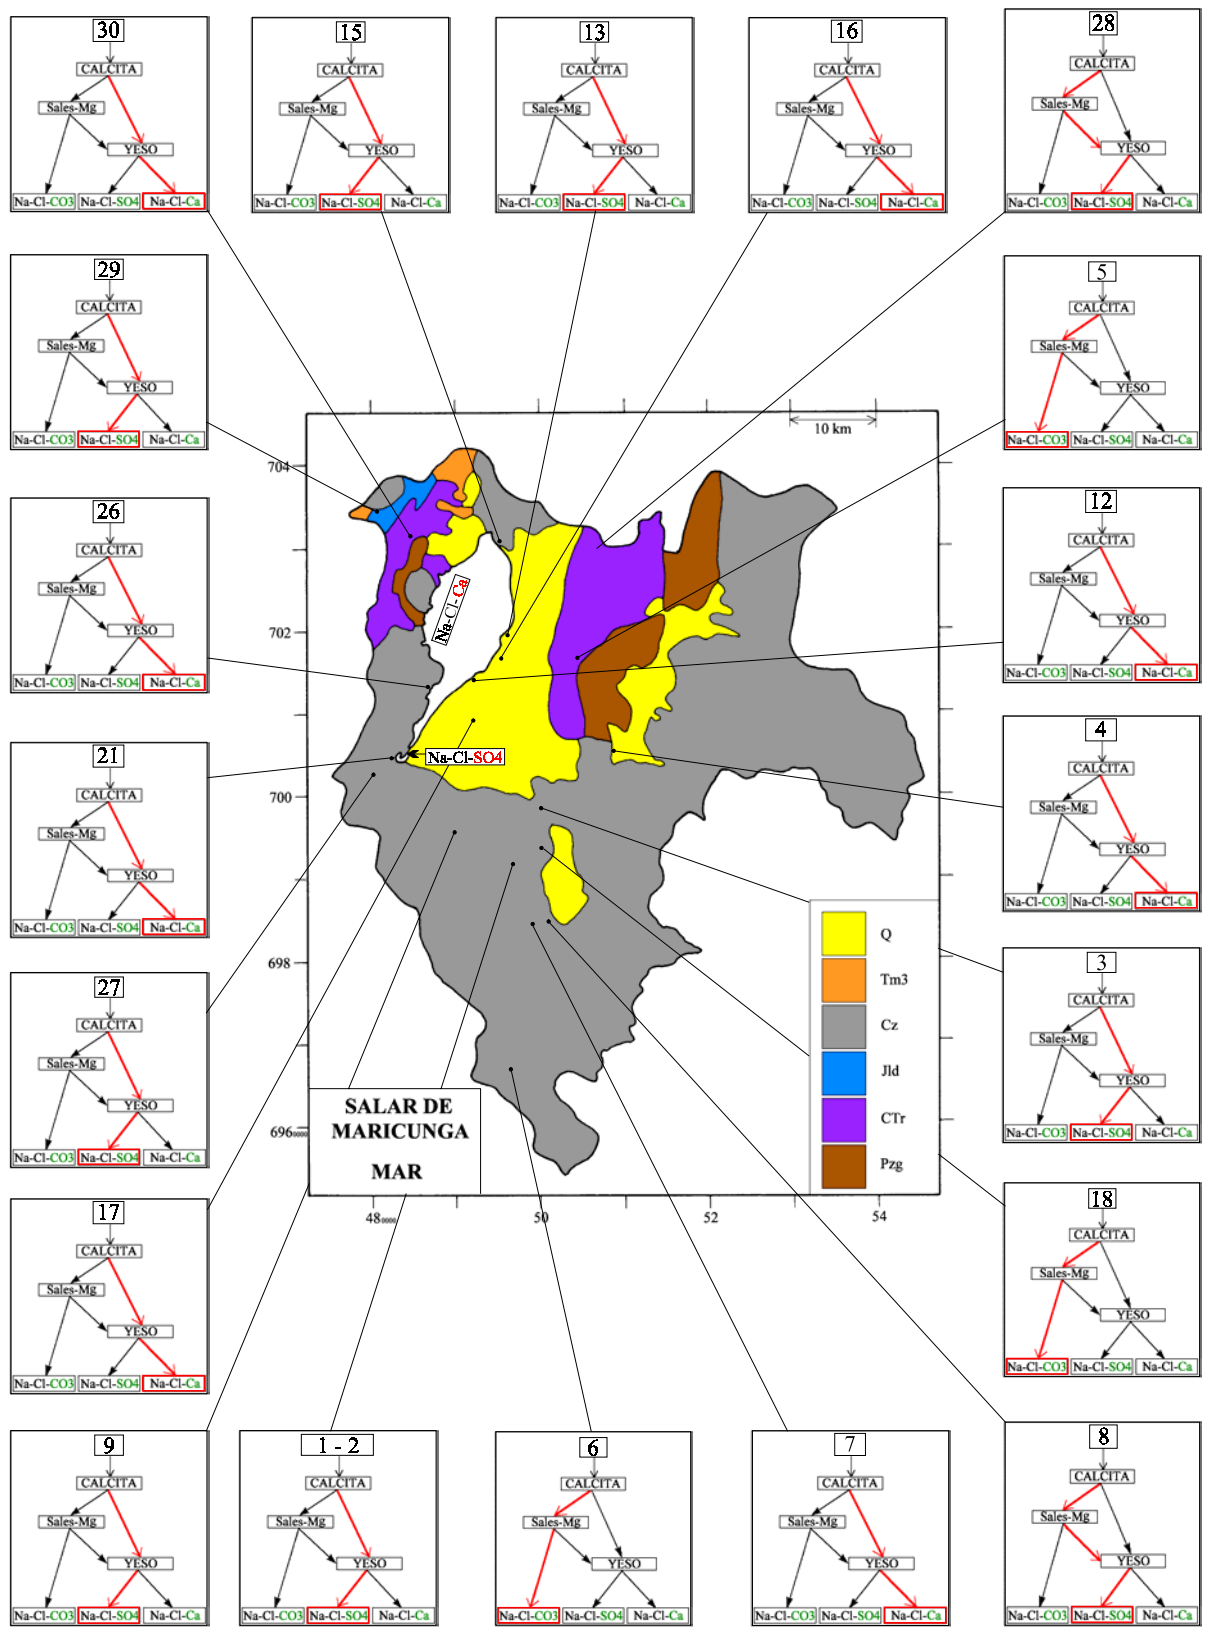 30
CALCITA
Sales-Mg
YESO
Na-Cl-CO3 Na-Cl-SO4 Na-Cl-Ca
15
CALCITA
Sales-Mg
YESO
Na-Cl-CO3 Na-Cl-SO4 Na-Cl-Ca
13
CALCITA
Sales-Mg
YESO
Na-Cl-CO3 Na-Cl-SO4 Na-Cl-Ca
16
CALCITA
Sales-Mg
YESO
Na-Cl-CO3 Na-Cl-SO4 Na-Cl-Ca
28
CALCITA
Sales-Mg
YESO
Na-Cl-CO3 Na-Cl-SO4 Na-Cl-Ca
29
CALCITA
Sales-Mg
YESO
Na-Cl-CO3 Na-Cl-SO4 Na-Cl-Ca
5
CALCITA
Sales-Mg
YESO
Na-Cl-CO3 Na-Cl-SO4 Na-Cl-Ca
26
CALCITA
Sales-Mg
YESO
Na-Cl-CO3 Na-Cl-SO4 Na-Cl-Ca
12
CALCITA
Sales-Mg
YESO
Na-Cl-CO3 Na-Cl-SO4 Na-Cl-Ca
21
CALCITA
Sales-Mg
YESO
Na-Cl-CO3 Na-Cl-SO4 Na-Cl-Ca
4
CALCITA
Sales-Mg
YESO
Na-Cl-CO3 Na-Cl-SO4 Na-Cl-Ca
27
CALCITA
Sales-Mg
YESO
Na-Cl-CO3 Na-Cl-SO4 Na-Cl-Ca
3
CALCITA
Sales-Mg
YESO
Na-Cl-CO3 Na-Cl-SO4 Na-Cl-Ca
17
CALCITA
Sales-Mg
YESO
Na-Cl-CO3 Na-Cl-SO4 Na-Cl-Ca
18
CALCITA
Sales-Mg
YESO
Na-Cl-CO3 Na-Cl-SO4 Na-Cl-Ca
9
CALCITA
Sales-Mg
YESO
Na-Cl-CO3 Na-Cl-SO4 Na-Cl-Ca
1 - 2
CALCITA
Sales-Mg
YESO
Na-Cl-CO3 Na-Cl-SO4 Na-Cl-Ca
6
CALCITA
Sales-Mg
YESO
Na-Cl-CO3 Na-Cl-SO4 Na-Cl-Ca
7
CALCITA
Sales-Mg
YESO
Na-Cl-CO3 Na-Cl-SO4 Na-Cl-Ca
8
CALCITA
Sales-Mg
YESO
Na-Cl-CO3 Na-Cl-SO4 Na-Cl-Ca
10 km
704
702
700
698
6960000
480000
50
52
54
Na-Cl-Ca
Na-Cl-SO4
Q
Tm3
Cz
Jld
CTr
Pzg
SALAR DE
MARICUNGA
MAR